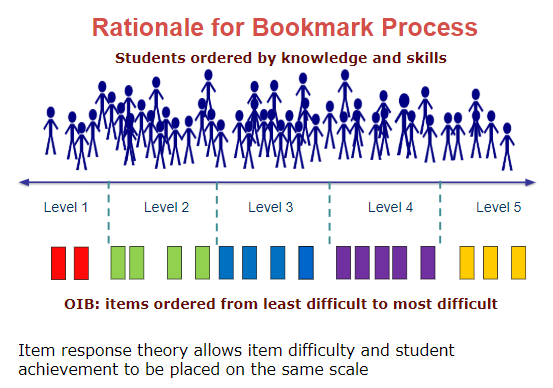 Rationale for Bookmark Process
Students ordered by knowledge and skills
Level 1 Level 2 Level 3 Level 4 Level 5
OIB: items ordered from least difficult to most difficult
Item response theory allows item difficulty and student
achievement to be placed on the same scale